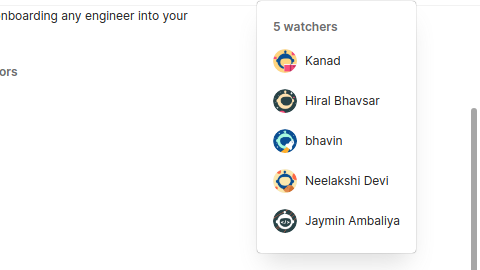 nboarding any engineer into your
ors
5 watchers
Kanad
Hiral Bhavsar
bhavin
Neelakshi Devi
Jaymin Ambaliya